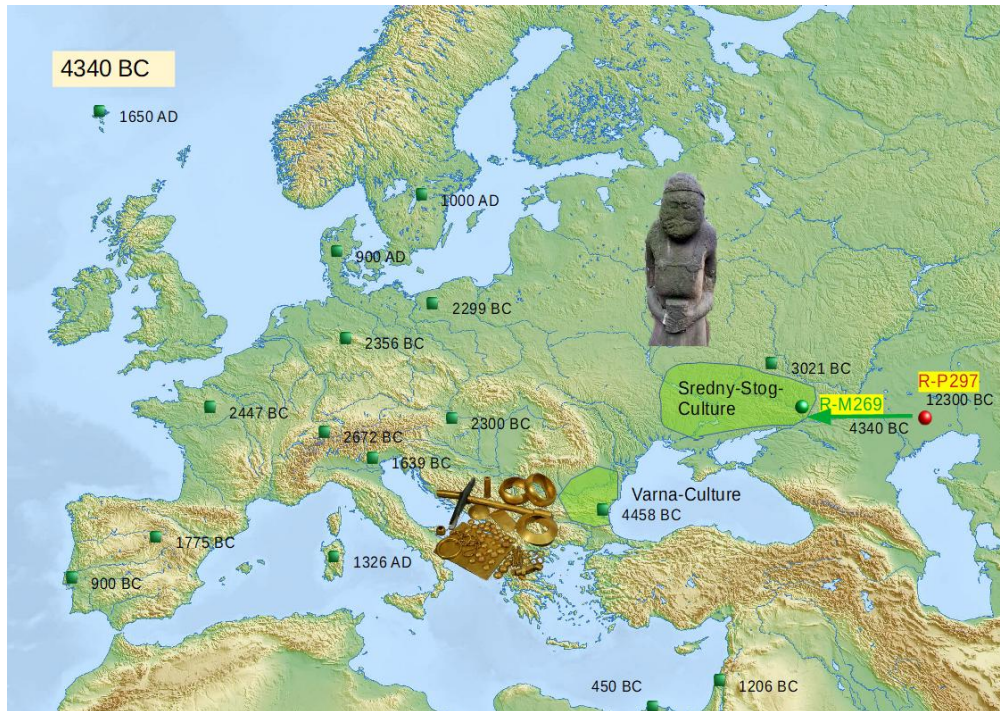 4340 BC
1650 AD
1000 AD
900 AD
2299 BC
2356 BC
3021 BC
Sredny-Stog-
Culture
R-P297
12300 BC
R-M269
4340 BC
2447 BC
2300 BC
2672 BC
1639 BC
Varna-Culture
4458 BC
1775 BC
1326 AD
900 BC
450 BC
1206 BC